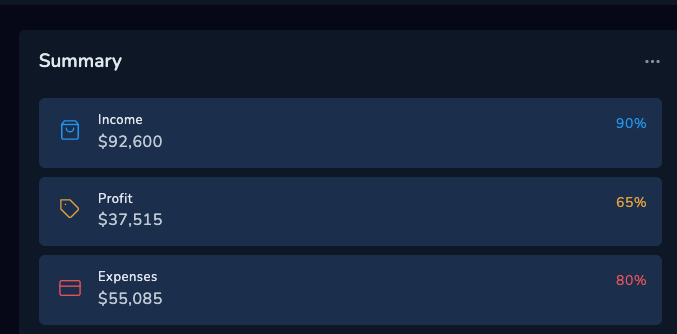 Summary
Income
$92,600
90%
Profit
$37,515
65%
Expenses
$55,085
80%